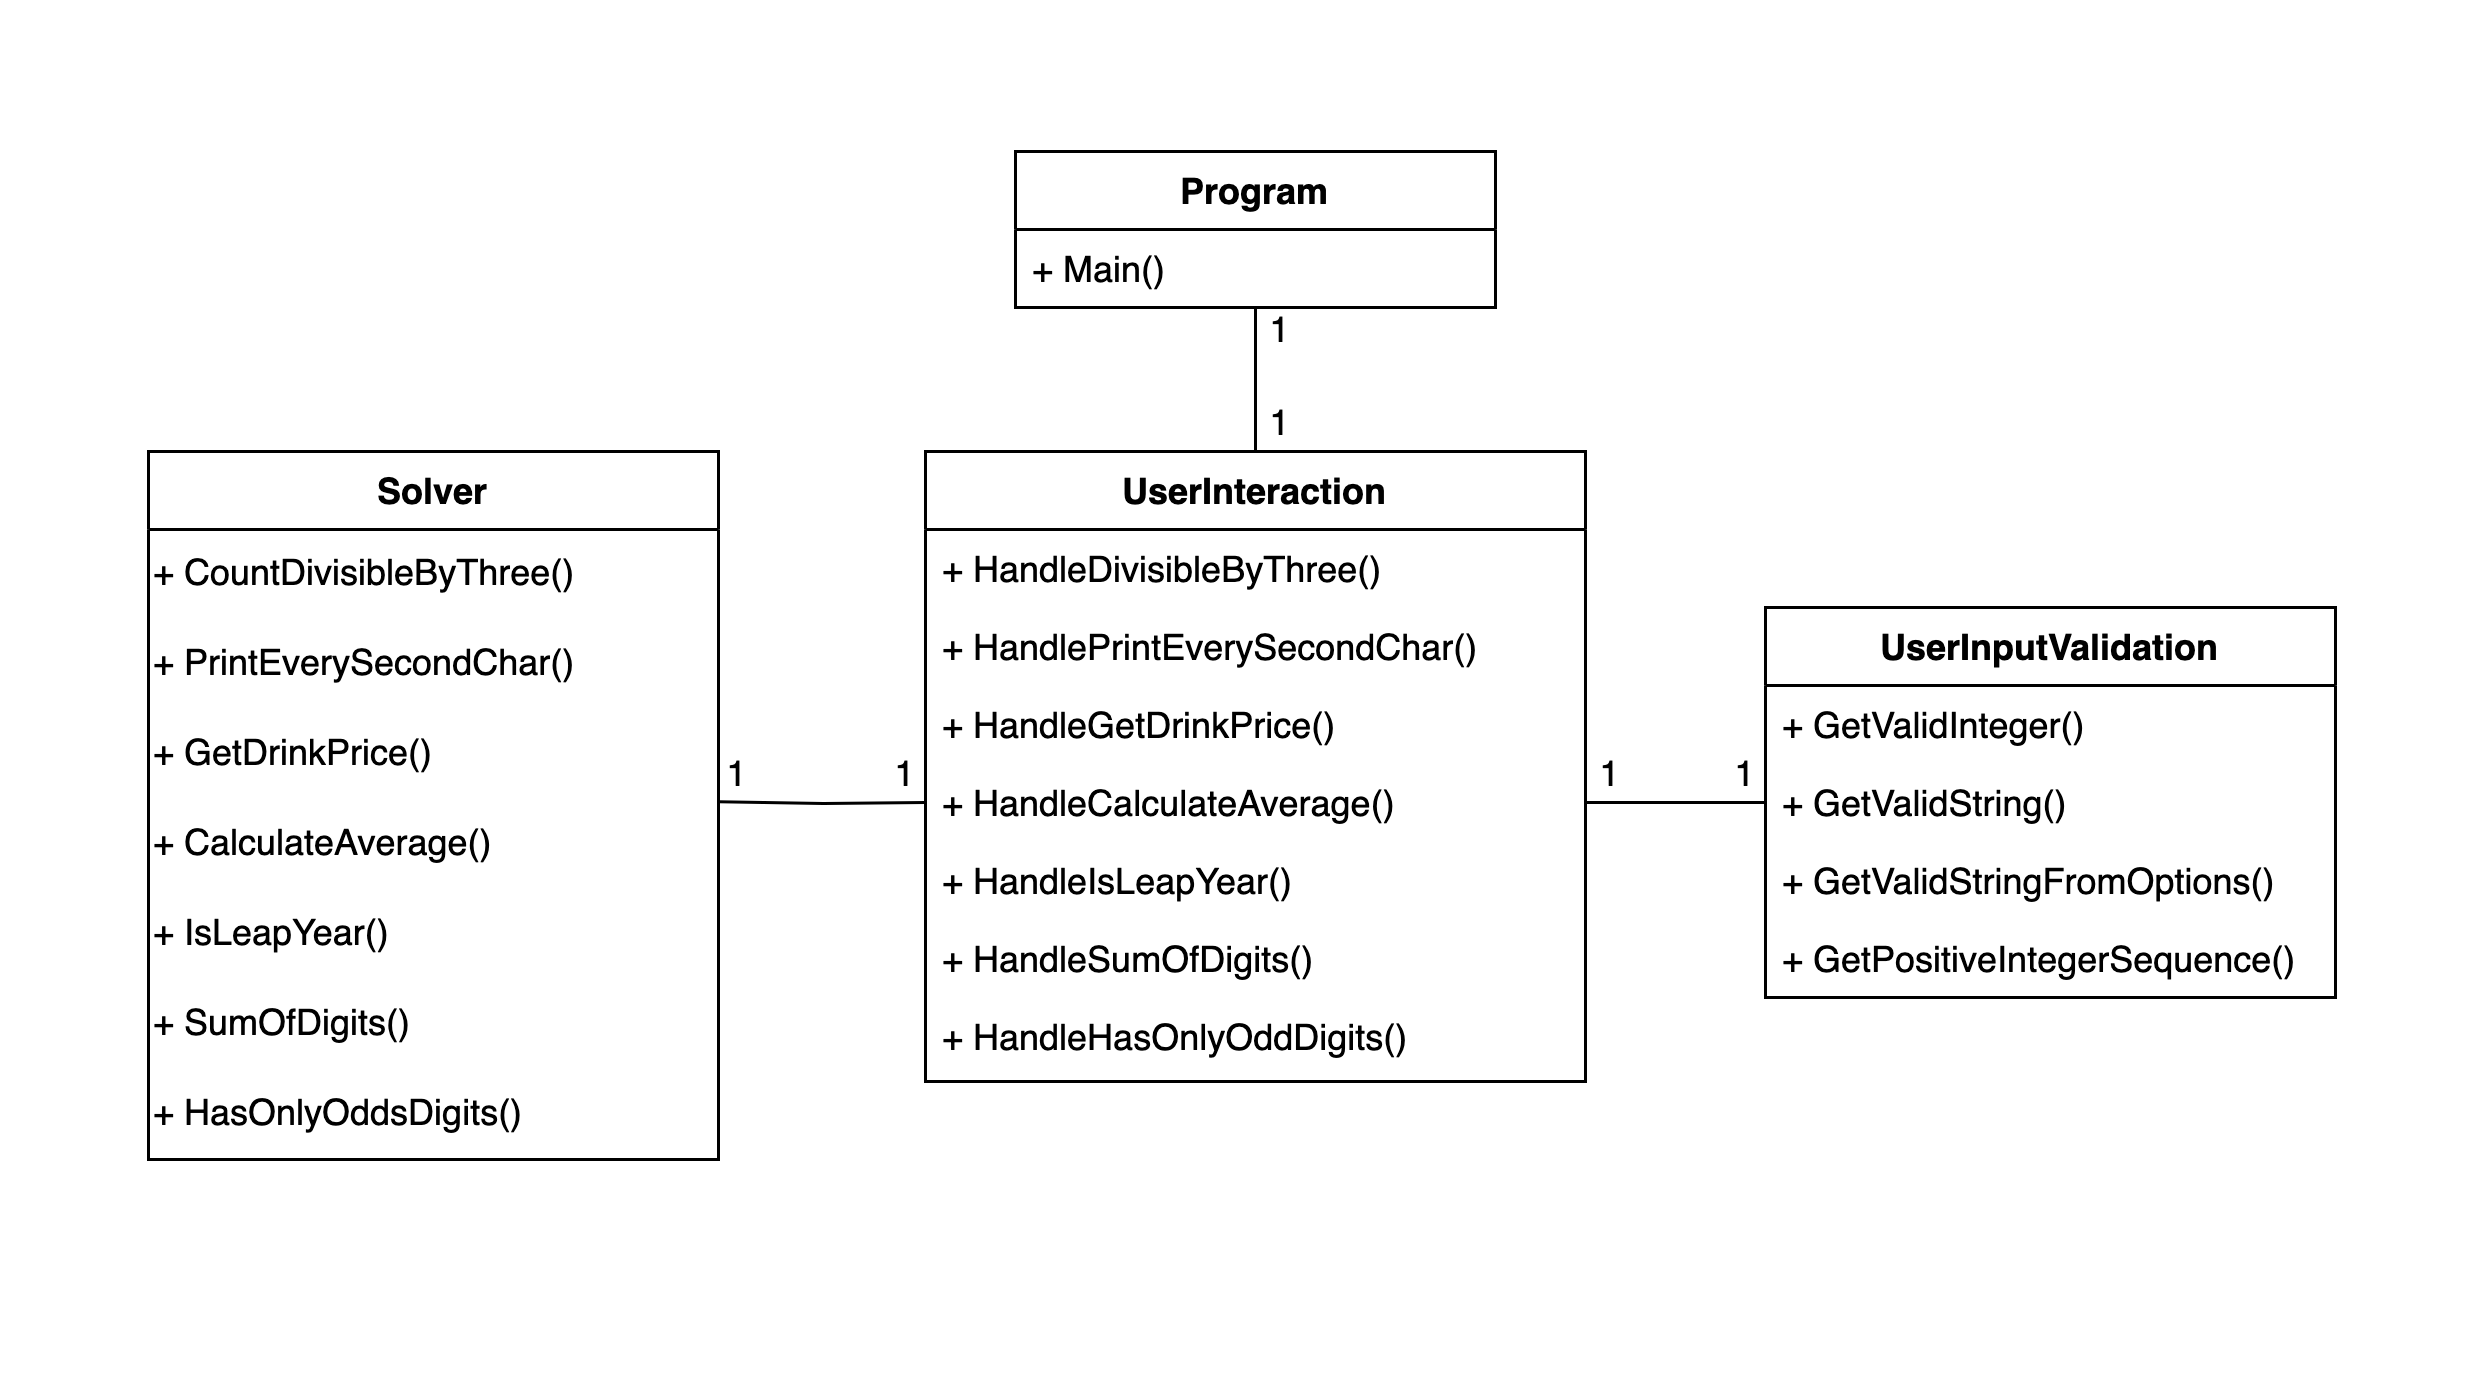 Program
+ Main()
1
1
Solver
+ CountDivisibleByThree()
+ PrintEverySecondChar()
+ GetDrinkPrice()
+ CalculateAverage()
+ IsLeapYear()
+ SumOfDigits()
+ HasOnlyOddsDigits()
1
1
UserInteraction
+ HandleDivisibleByThree()
+ HandlePrintEverySecondChar()
+ HandleGetDrinkPrice()
+ HandleCalculateAverage()
+ HandleIsLeapYear()
+ HandleSumOfDigits()
+ HandleHasOnlyOddDigits()
1
1
UserInputValidation
+ GetValidInteger()
+ GetValidString()
+ GetValidStringFromOptions()
+ GetPositiveIntegerSequence()